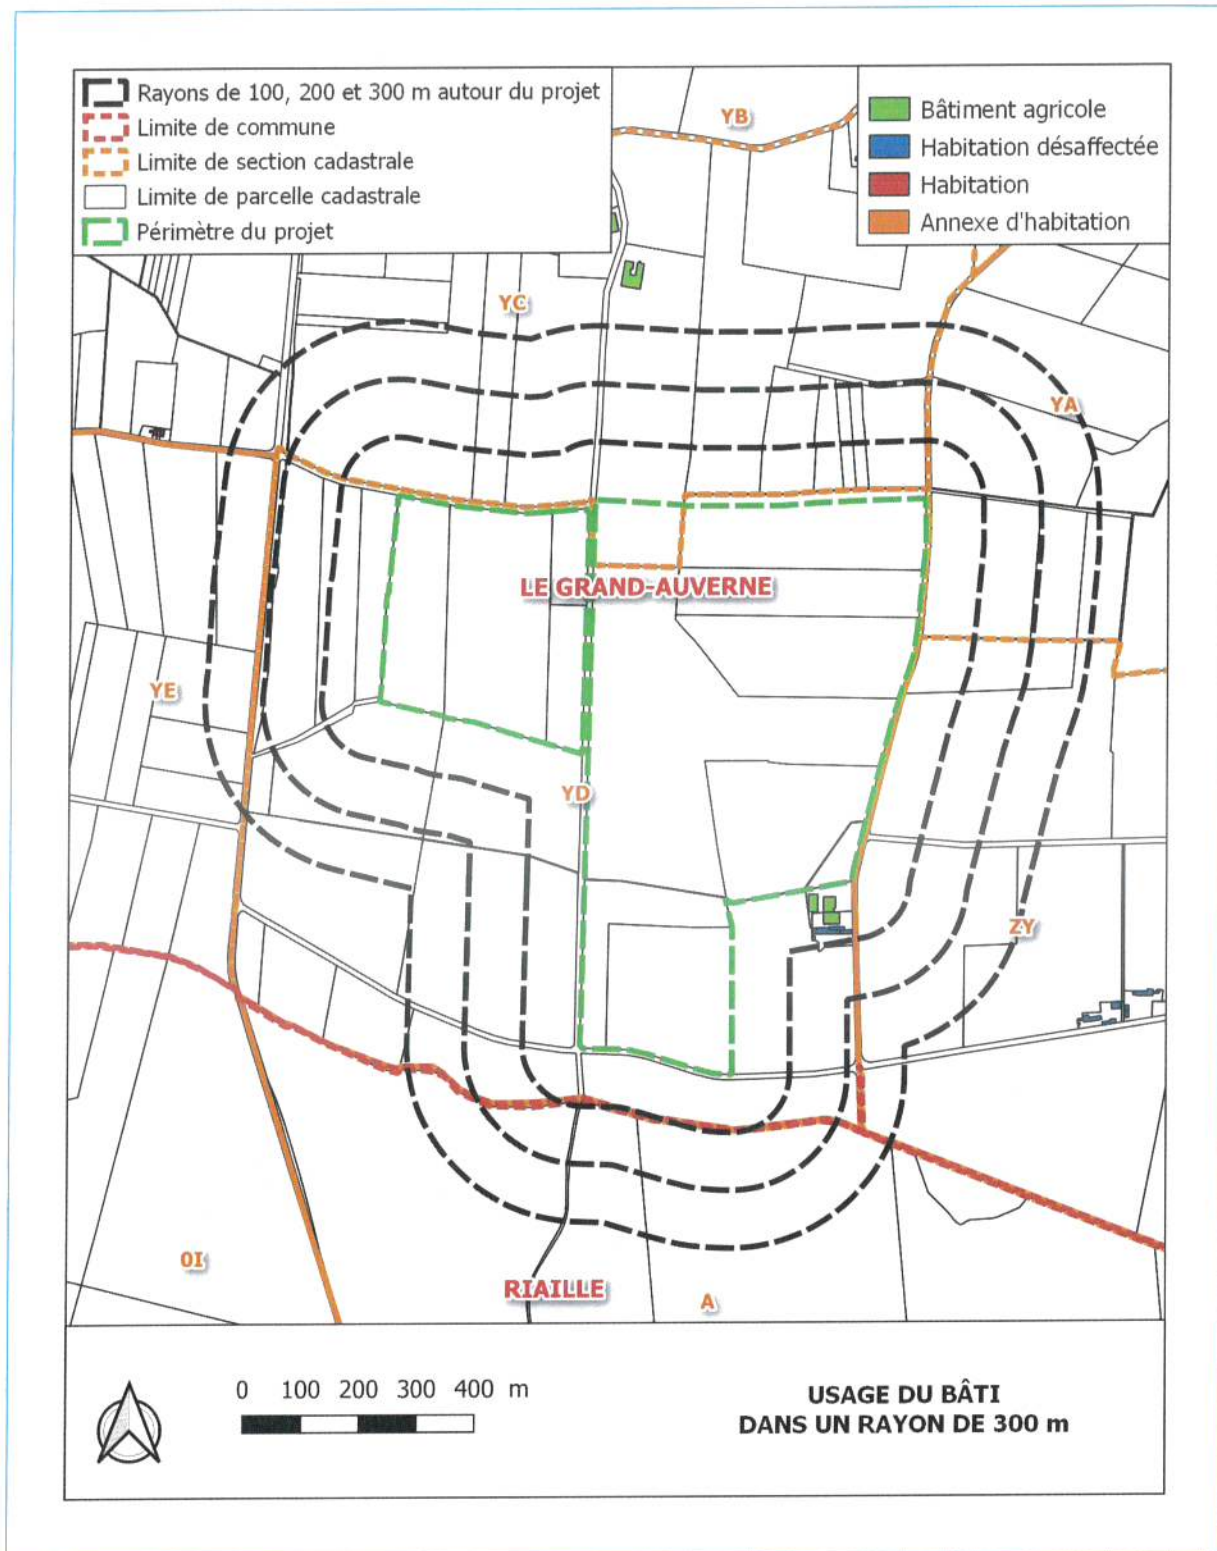 Rayons de 100, 200 et 300 m autour du projet
Limite de commune
Limite de section cadastrale
Limite de parcelle cadastrale
Périmètre du projet
Bâtiment agricole
Habitation désaffectée
Habitation
Annexe d'habitation
YB
YC
YA
LE GRAND-AUVERNE
YE
YD
ZY
0I
RIAILLE
A
0 100 200 300 400 m
USAGE DU BÂTI
DANS UN RAYON DE 300 m